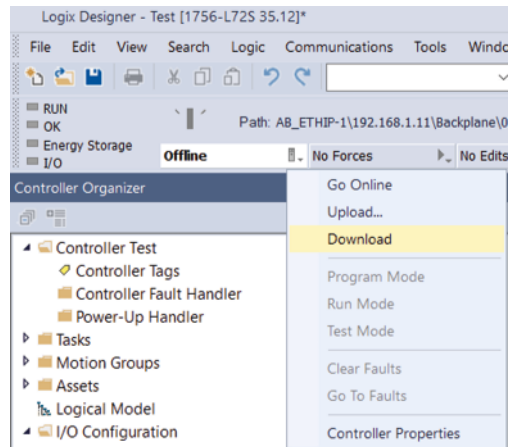 Logix Designer - Test [1756-L72S 35.12]*
File Edit View Search Logic Communications Tools
RUN
OK
Energy Storage
I/O
Path: AB_ETHIP-1\192.168.1.11\Backplane\0
Offline No Forces No Edits
Controller Organizer
Go Online
Upload...
Download
Program Mode
Run Mode
Test Mode
Clear Faults
Go To Faults
Controller Properties
Controller Test
Controller Tags
Controller Fault Handler
Power-Up Handler
Tasks
Motion Groups
Assets
Logical Model
I/O Configuration